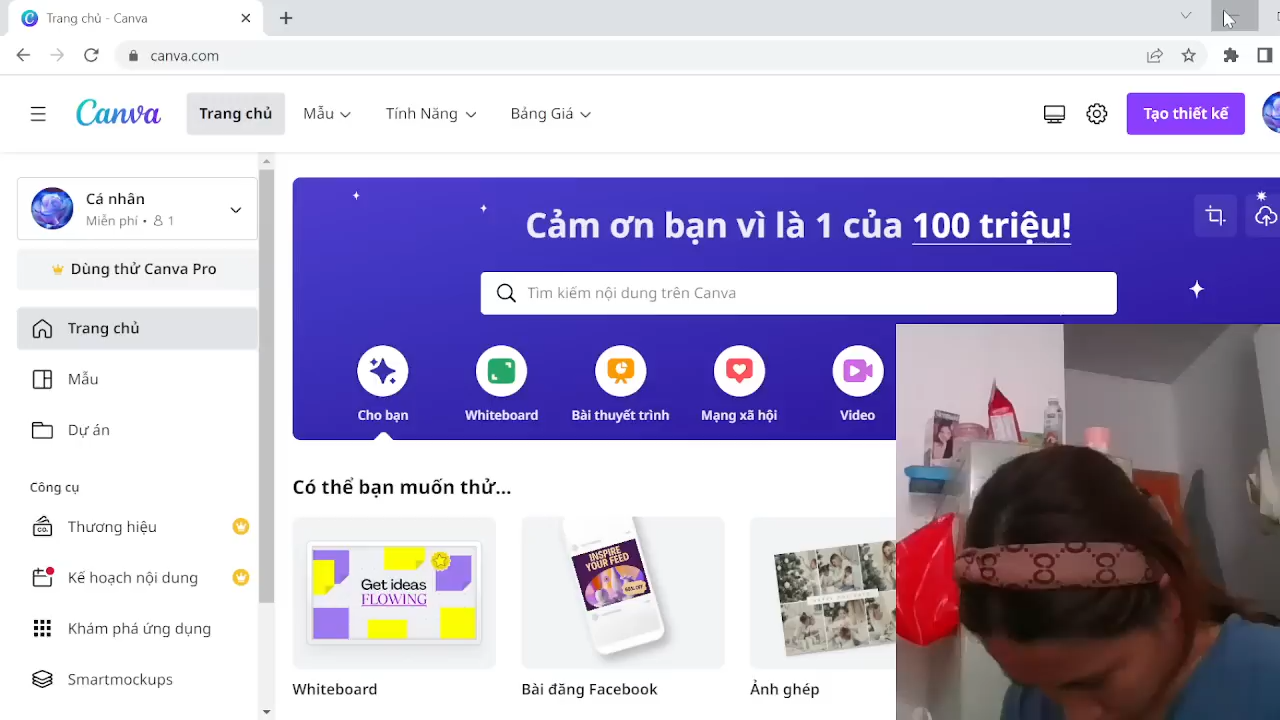 Trang chủ - Canva
canva.com
Canva
Trang chủ
Mẫu
Tính Năng
Bảng Giá
Tạo thiết kế
Cá nhân
Miễn phí • 1
Dùng thử Canva Pro
Trang chủ
Mẫu
Dự án
Công cụ
Thương hiệu
Kế hoạch nội dung
Khám phá ứng dụng
Smartmockups
Cảm ơn bạn vì là 1 của 100 triệu!
Tìm kiếm nội dung trên Canva
Cho bạn
Whiteboard
Bài thuyết trình
Mạng xã hội
Video
Có thể bạn muốn thử...
Get ideas
FLOWING
INSPIRE
YOUR FEED
Whiteboard
Bài đăng Facebook
Ảnh ghép